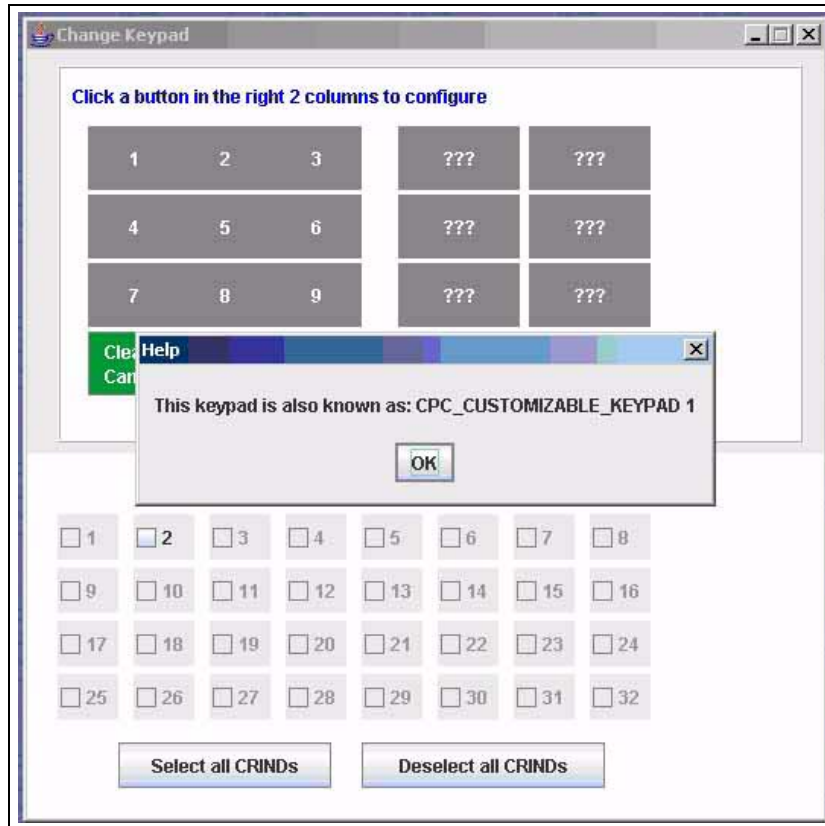 Change Keypad
Click a button in the right 2 columns to configure
1 2 3 ??? ???
4 5 6 ??? ???
7 8 9 ??? ???
Help
This keypad is also known as: CPC_CUSTOMIZABLE_KEYPAD 1
OK
1 2 3 4 5 6 7 8
9 10 11 12 13 14 15 16
17 18 19 20 21 22 23 24
25 26 27 28 29 30 31 32
Select all CRINDs Deselect all CRINDs